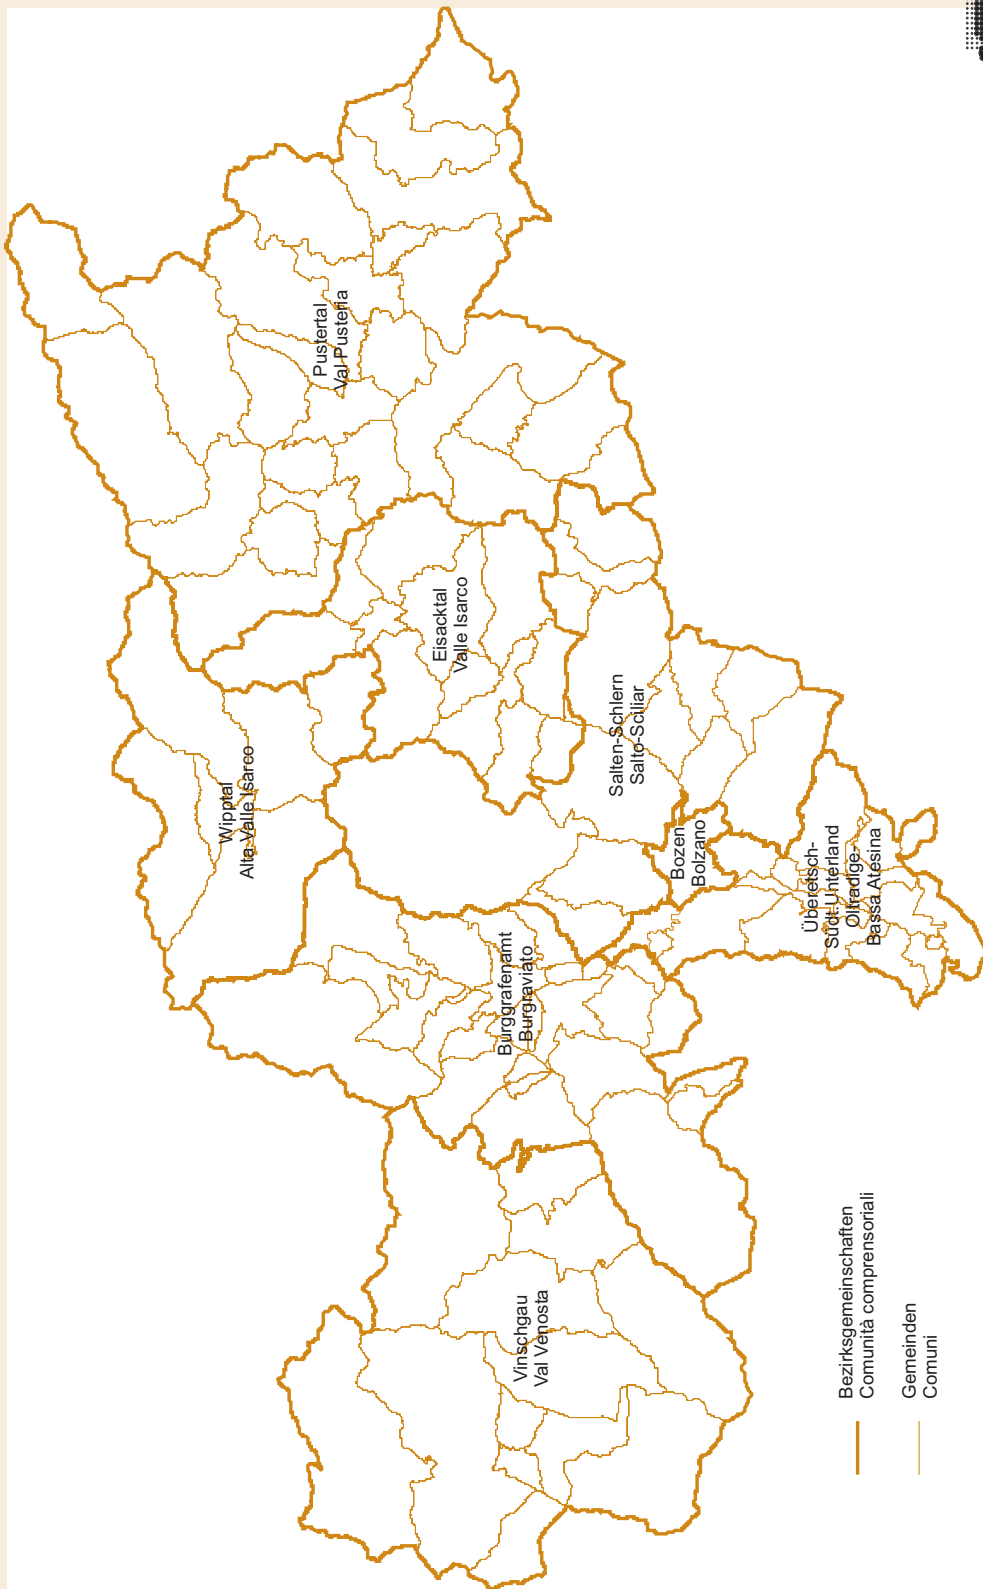 Pustertal
Val Pusteria
Wipptal
Alta Valle Isarco
Eisacktal
Valle Isarco
Salten-Schlern
Salto-Sciliar
Bozen
Bolzano
Überetsch-
Südt.Unterland
Oltradige-
Bassa Atesina
Burggrafenamt
Burgraviato
Vinschgau
Val Venosta
Bezirksgemeinschaften
Comunità comprensoriali
Gemeinden
Comuni